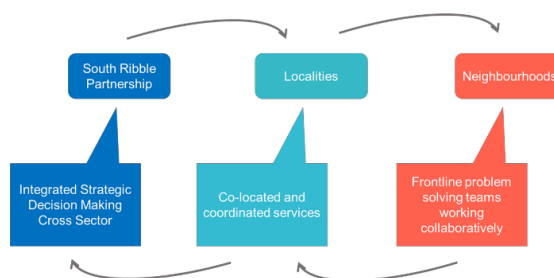 South Ribble
Partnership
Localities
Neighbourhoods
Integrated Strategic
Decision Making
Cross Sector
Co-located and
coordinated services
Frontline problem
solving teams
working
collaboratively